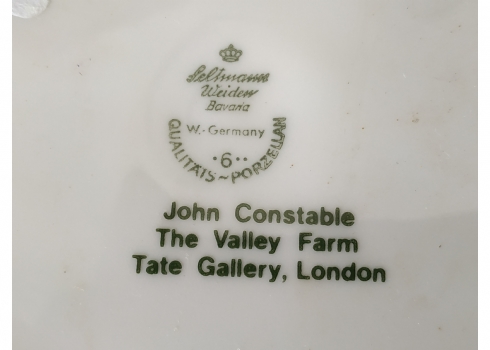 Seltmann
Weiden
Bavaria
W.-Germany
·6··
QUALITÄTS~PORZELLAN
John Constable
The Valley Farm
Tate Gallery, London